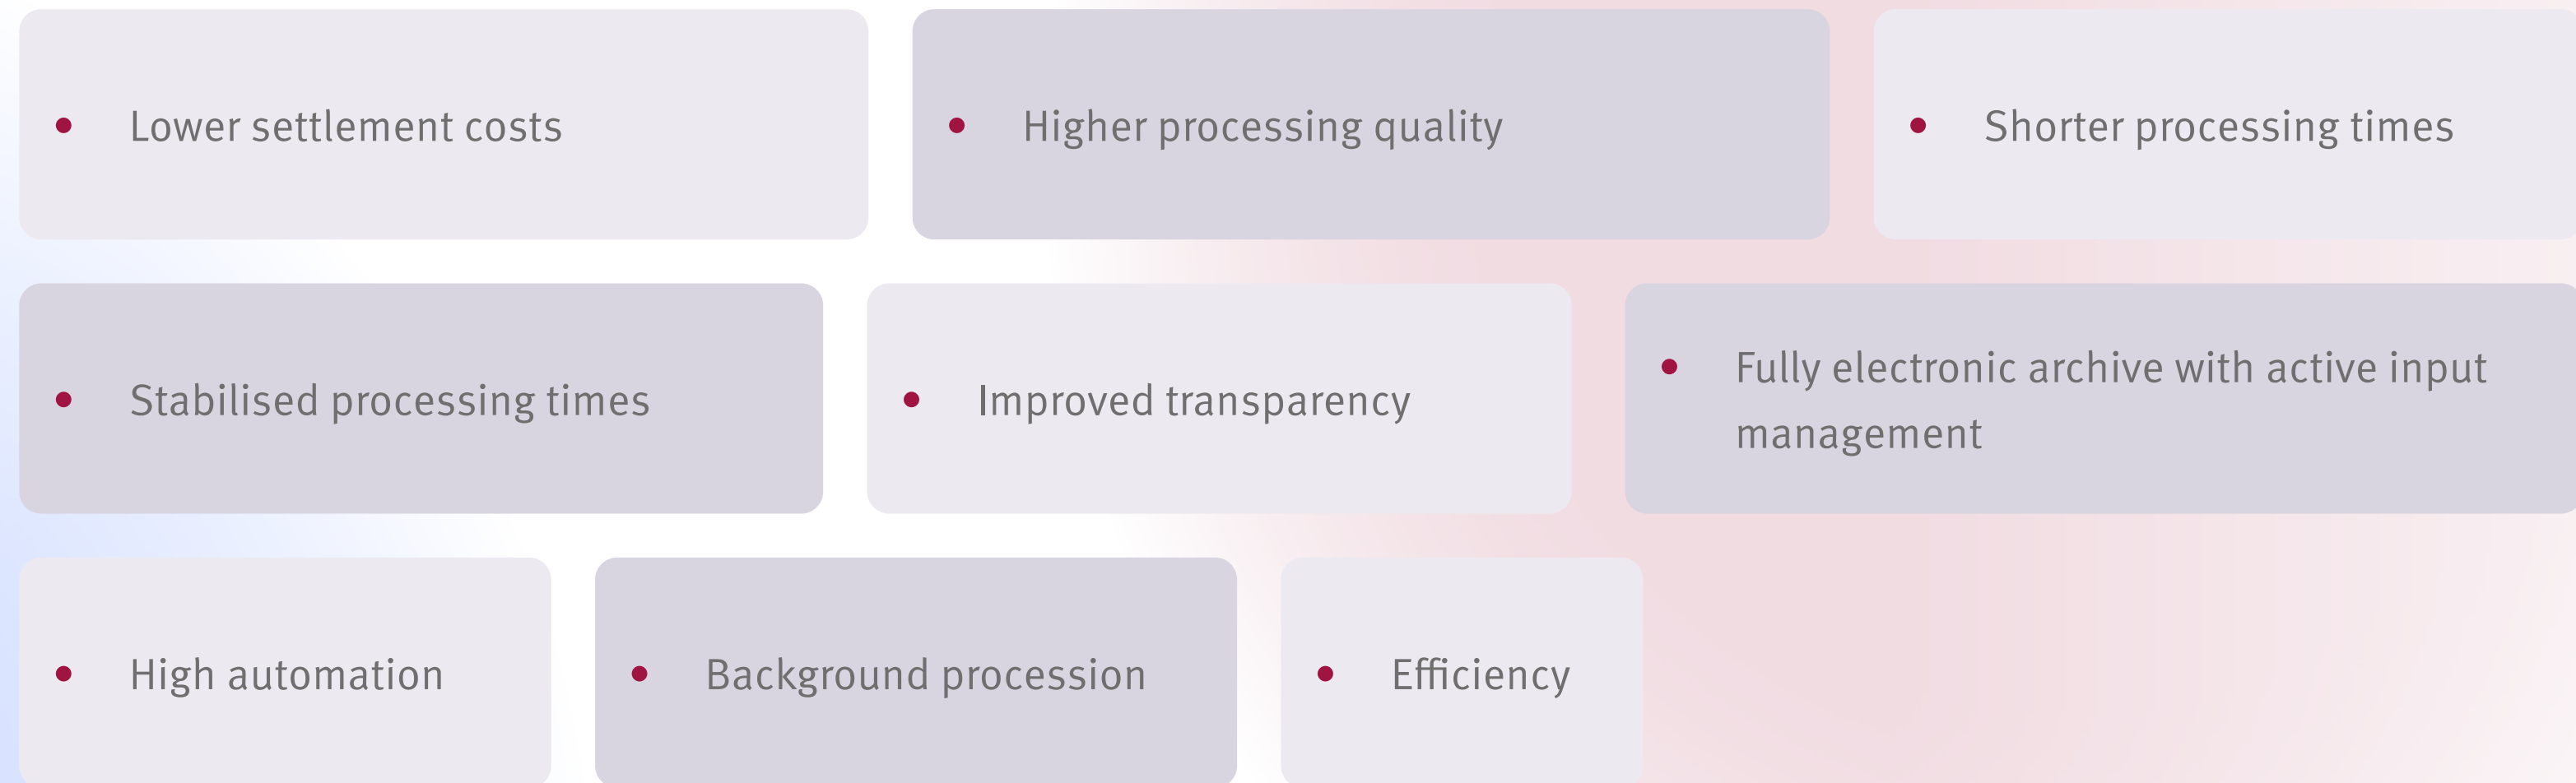 Lower settlement costs
Higher processing quality
Shorter processing times
Stabilised processing times
Improved transparency
Fully electronic archive with active input
management
High automation
Background procession
Efficiency